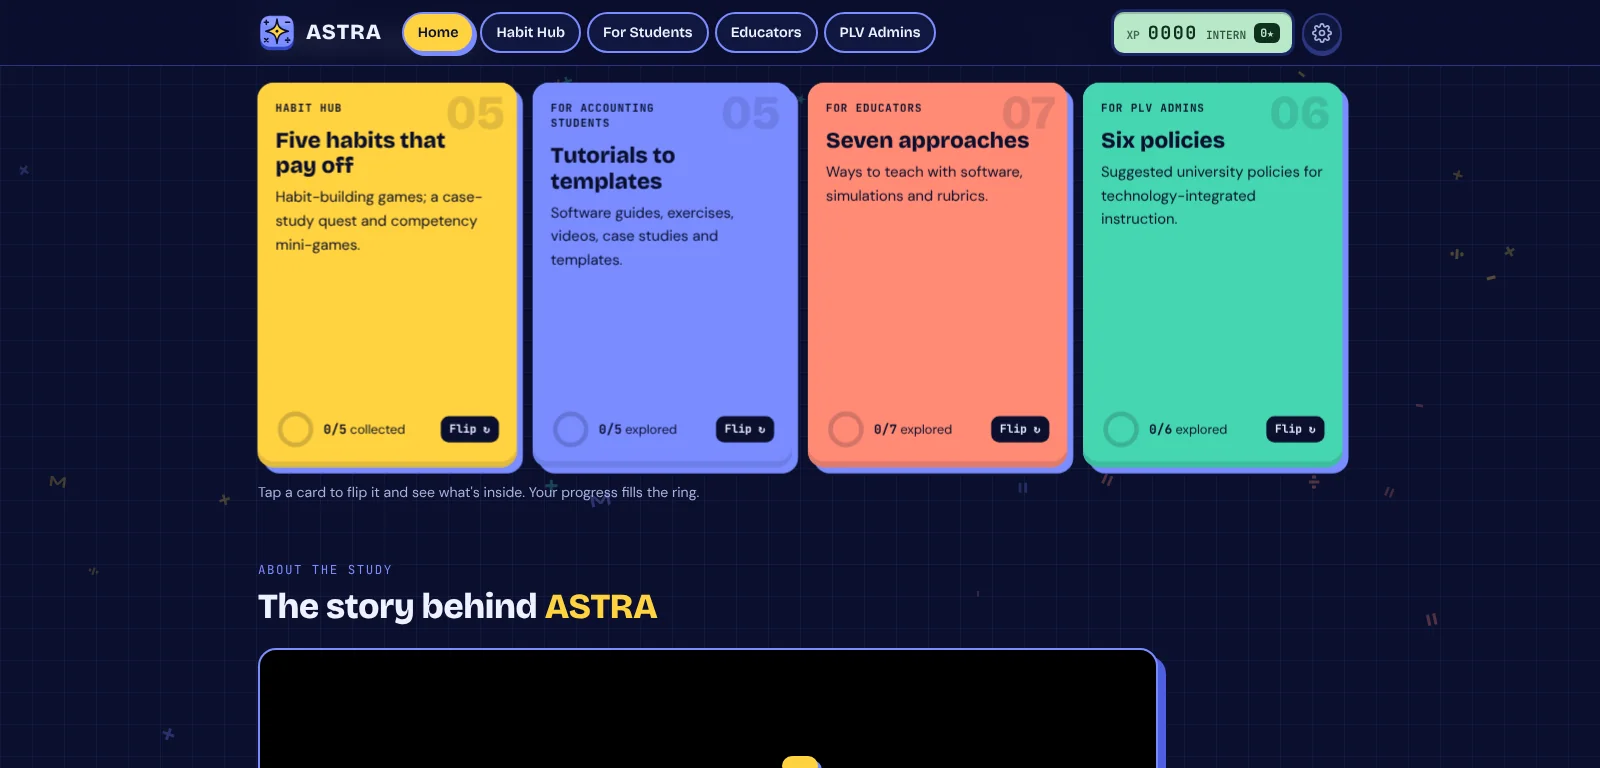 ASTRA
Home
Habit Hub
For Students
Educators
PLV Admins
XP 0000 INTERN 0★
HABIT HUB
05
Five habits that
pay off
Habit-building games; a case-
study quest and competency
mini-games.
0/5 collected
Flip ↻
FOR ACCOUNTING
STUDENTS
05
Tutorials to
templates
Software guides, exercises,
videos, case studies and
templates.
0/5 explored
Flip ↻
FOR EDUCATORS
07
Seven approaches
Ways to teach with software,
simulations and rubrics.
0/7 explored
Flip ↻
FOR PLV ADMINS
06
Six policies
Suggested university policies for
technology-integrated
instruction.
0/6 explored
Flip ↻
Tap a card to flip it and see what's inside. Your progress fills the ring.
ABOUT THE STUDY
The story behind ASTRA